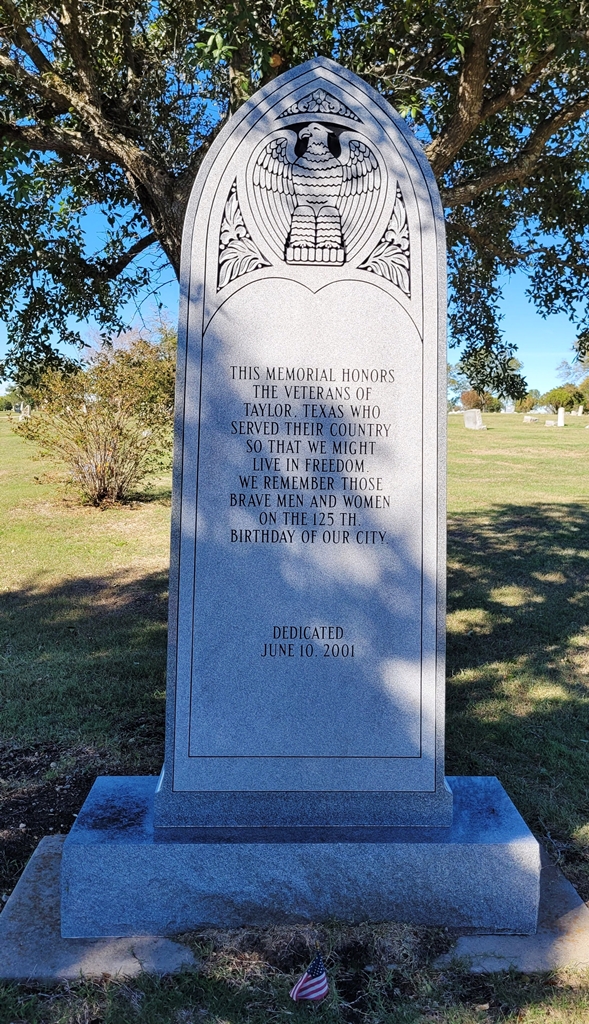 THIS MEMORIAL HONORS
THE VETERANS OF
TAYLOR, TEXAS WHO
SERVED THEIR COUNTRY
SO THAT WE MIGHT
LIVE IN FREEDOM.
WE REMEMBER THOSE
BRAVE MEN AND WOMEN
ON THE 125 TH.
BIRTHDAY OF OUR CITY.
DEDICATED
JUNE 10, 2001